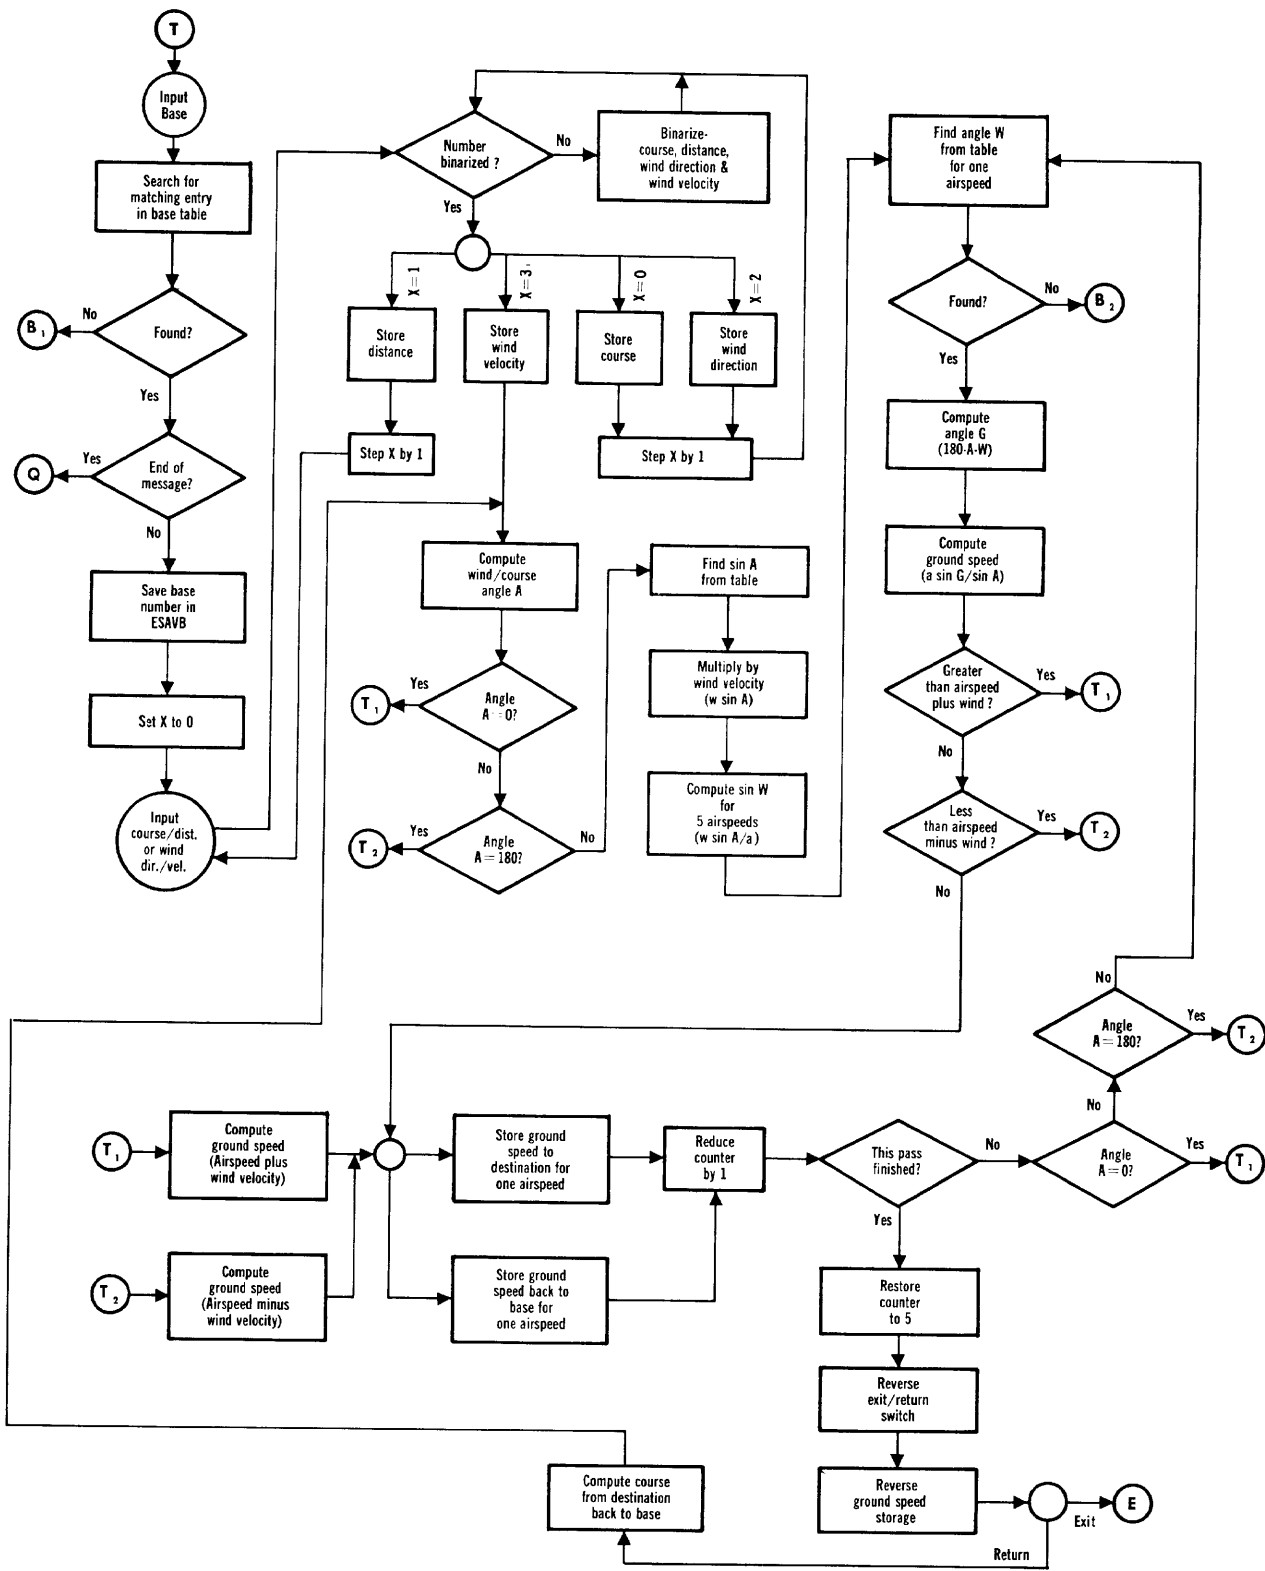 T
Input
Base
Search for
matching entry
in base table
Found?
No
B 1
Yes
End of
message?
Yes
Q
No
Save base
number in
ESAVB
Set X to 0
Input
course/dist.
or wind
dir./vel.
Number
binarized ?
No
Binarize-
course, distance,
wind direction &
wind velocity
Yes
X=1
X=3
X=0
X=2
Store
distance
Store
wind
velocity
Store
course
Store
wind
direction
Step X by 1
Step X by 1
Compute
wind/course
angle A
Angle
A=0?
Yes
T 1
No
Angle
A=180?
Yes
T 2
No
Find sin A
from table
Multiply by
wind velocity
(w sin A)
Compute sin W
for
5 airspeeds
(w sin A/a)
Find angle W
from table
for one
airspeed
Found?
No
B 2
Yes
Compute
angle G
(180-A-W)
Compute
ground speed
(a sin G/sin A)
Greater
than airspeed
plus wind ?
Yes
T 1
No
Less
than airspeed
minus wind ?
Yes
T 2
No
No
Angle
A=180?
Yes
T 2
No
Angle
A=0?
Yes
T 1
T 1
Compute
ground speed
(Airspeed plus
wind velocity)
T 2
Compute
ground speed
(Airspeed minus
wind velocity)
Store ground
speed to
destination for
one airspeed
Store ground
speed back to
base for
one airspeed
Reduce
counter
by 1
This pass
finished?
No
Yes
Restore
counter
to 5
Reverse
exit/return
switch
Reverse
ground speed
storage
Exit
E
Return
Compute course
from destination
back to base